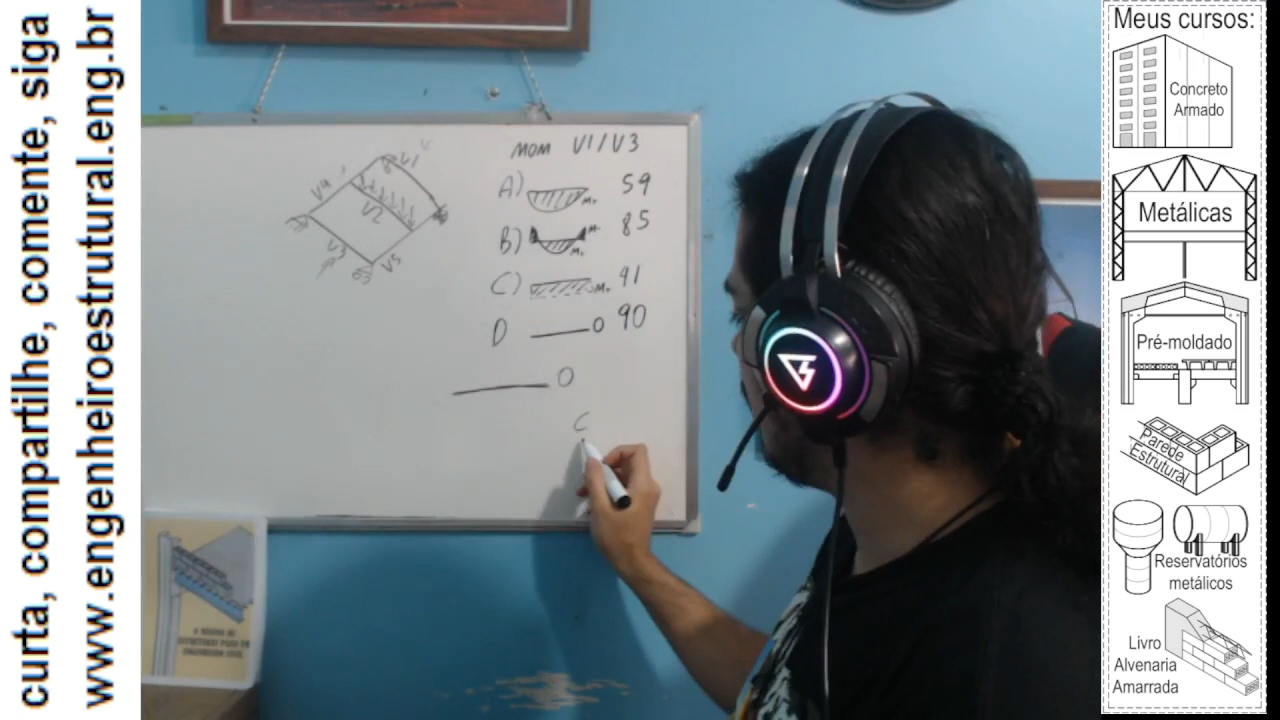 curta, compartilhe, comente, siga
www.engenheiroestrutural.eng.br
MOM V1/V3
A) 59
B) 85
C) 91
D 0 90
0
C
V4
V1
V2
V3
V5
Meus cursos:
Concreto
Armado
Metálicas
Pré-moldado
Parede
Estrutural
Reservatórios
metálicos
Livro
Alvenaria
Amarrada